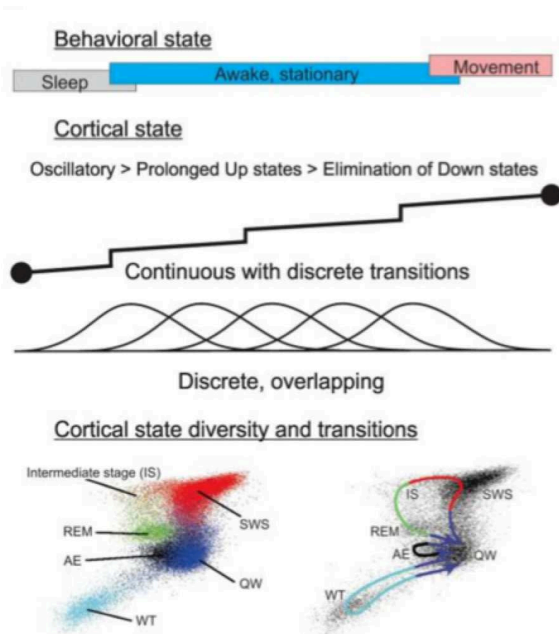 Behavioral state
Sleep
Awake, stationary
Movement
Cortical state
Oscillatory > Prolonged Up states > Elimination of Down states
Continuous with discrete transitions
Discrete, overlapping
Cortical state diversity and transitions
Intermediate stage (IS)
SWS
REM
AE
QW
WT
IS
SWS
REM
AE
QW
WT